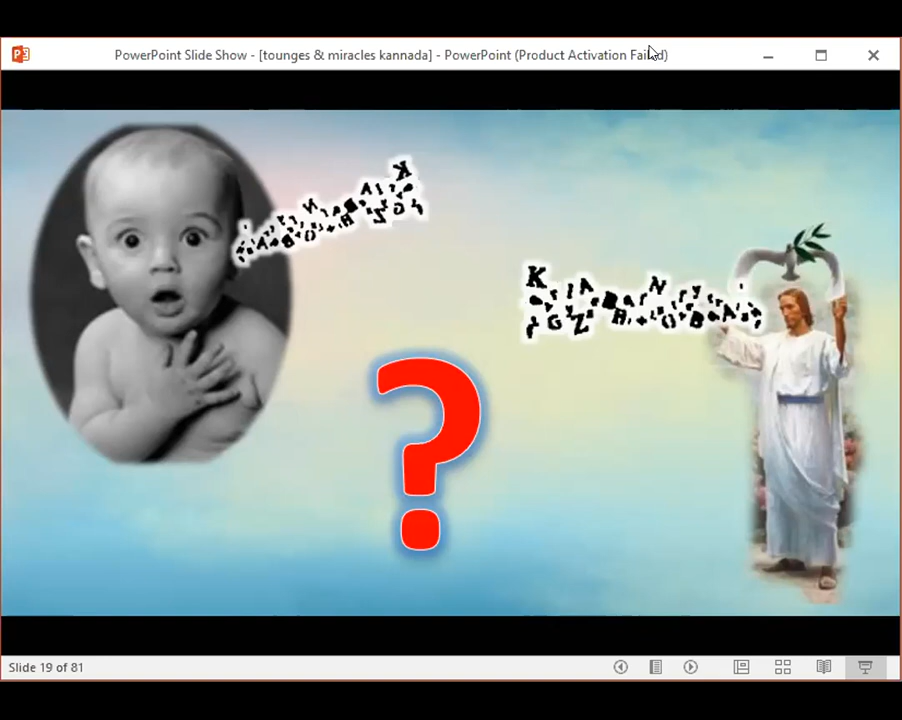 PowerPoint Slide Show - [tounges & miracles kannada] - PowerPoint (Product Activation Failed)
?
Slide 19 of 81